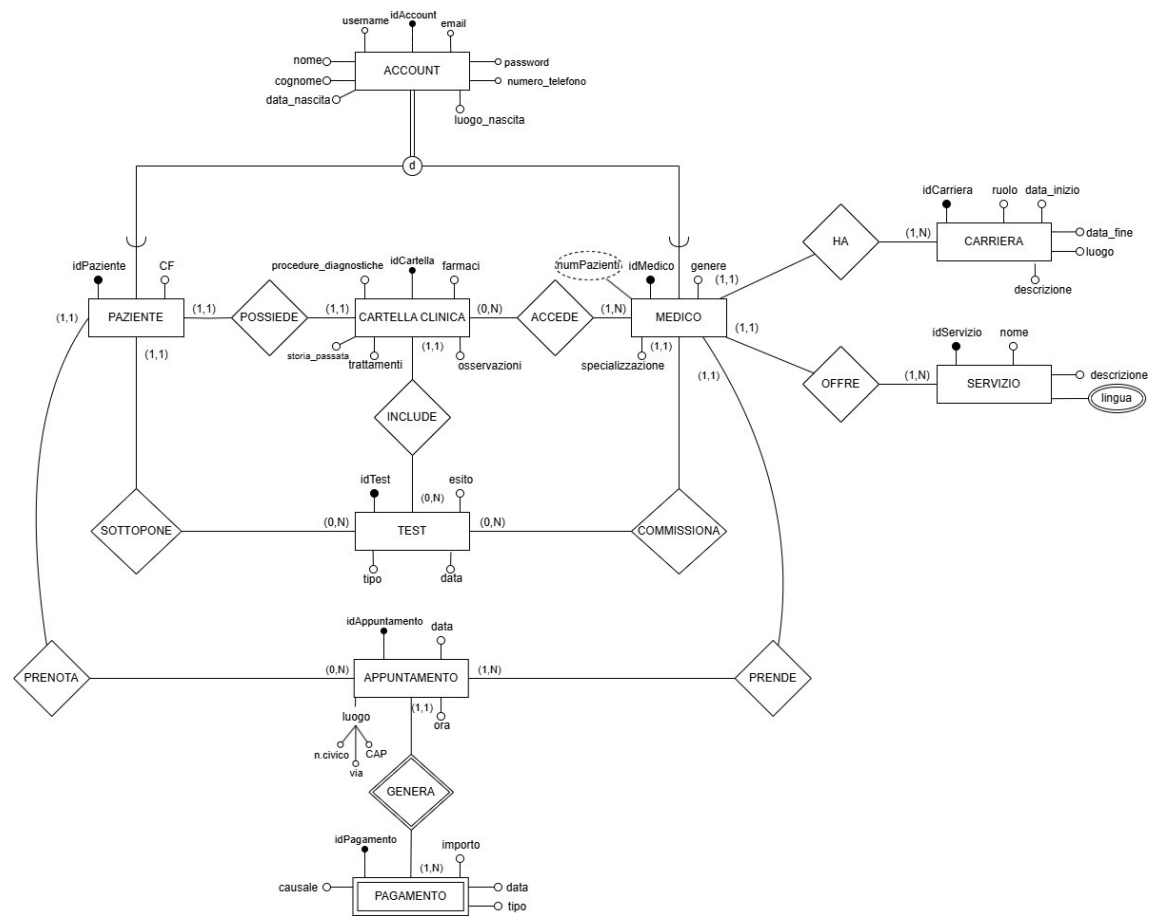 username
idAccount
email
nome
ACCOUNT
password
cognome
numero_telefono
data_nascita
luogo_nascita
d
idCarriera
ruolo
data_inizio
HA
(1,N)
CARRIERA
data_fine
luogo
descrizione
idPaziente
CF
procedure_diagnostiche
idCartella
farmaci
numPazienti
idMedico
genere
(1,1)
(1,1)
PAZIENTE
(1,1)
POSSIEDE
(1,1)
CARTELLA CLINICA
(0,N)
ACCEDE
(1,N)
MEDICO
(1,1)
(1,1)
(1,1)
(1,1)
(1,1)
storia_passata
trattamenti
osservazioni
specializzazione
idServizio
nome
OFFRE
(1,N)
SERVIZIO
descrizione
lingua
INCLUDE
idTest
esito
(0,N)
SOTTOPONE
(0,N)
TEST
(0,N)
COMMISSIONA
tipo
data
idAppuntamento
data
PRENOTA
(0,N)
APPUNTAMENTO
(1,N)
PRENDE
luogo
(1,1)
ora
n.civico
CAP
via
GENERA
idPagamento
importo
(1,N)
causale
PAGAMENTO
data
tipo